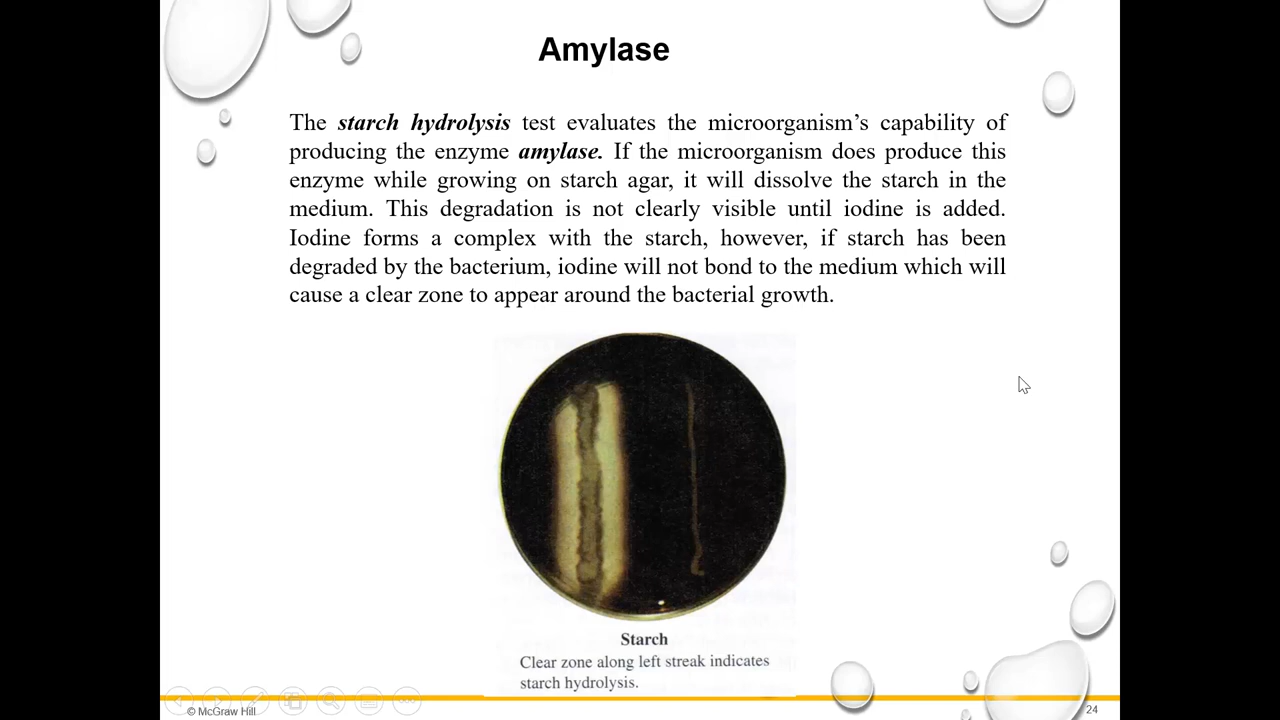 Amylase
The starch hydrolysis test evaluates the microorganism’s capability of
producing the enzyme amylase. If the microorganism does produce this
enzyme while growing on starch agar, it will dissolve the starch in the
medium. This degradation is not clearly visible until iodine is added.
Iodine forms a complex with the starch, however, if starch has been
degraded by the bacterium, iodine will not bond to the medium which will
cause a clear zone to appear around the bacterial growth.
Starch
Clear zone along left streak indicates
starch hydrolysis.
© McGraw Hill
24